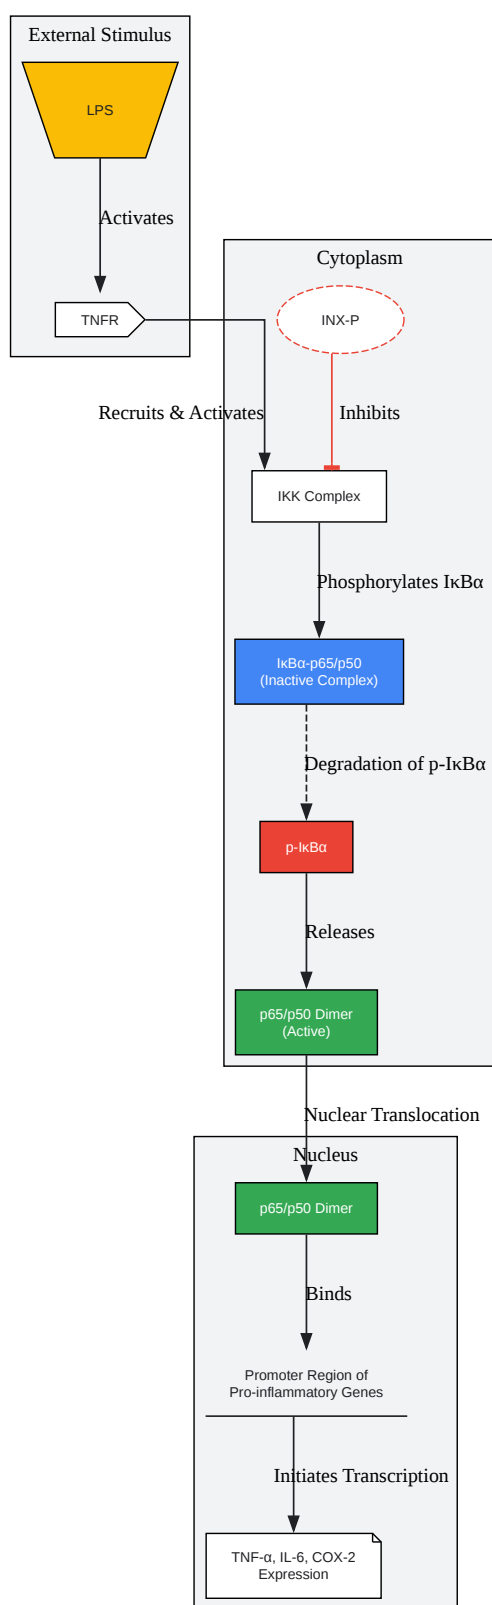 External Stimulus
LPS
Activates
TNFR
Cytoplasm
INX-P
Recruits & Activates
Inhibits
IKK Complex
Phosphorylates IκBα
IκBα-p65/p50
(Inactive Complex)
Degradation of p-IκBα
p-IκBα
Releases
p65/p50 Dimer
(Active)
Nuclear Translocation
Nucleus
p65/p50 Dimer
Binds
Promoter Region of
Pro-inflammatory Genes
Initiates Transcription
TNF-α, IL-6, COX-2
Expression